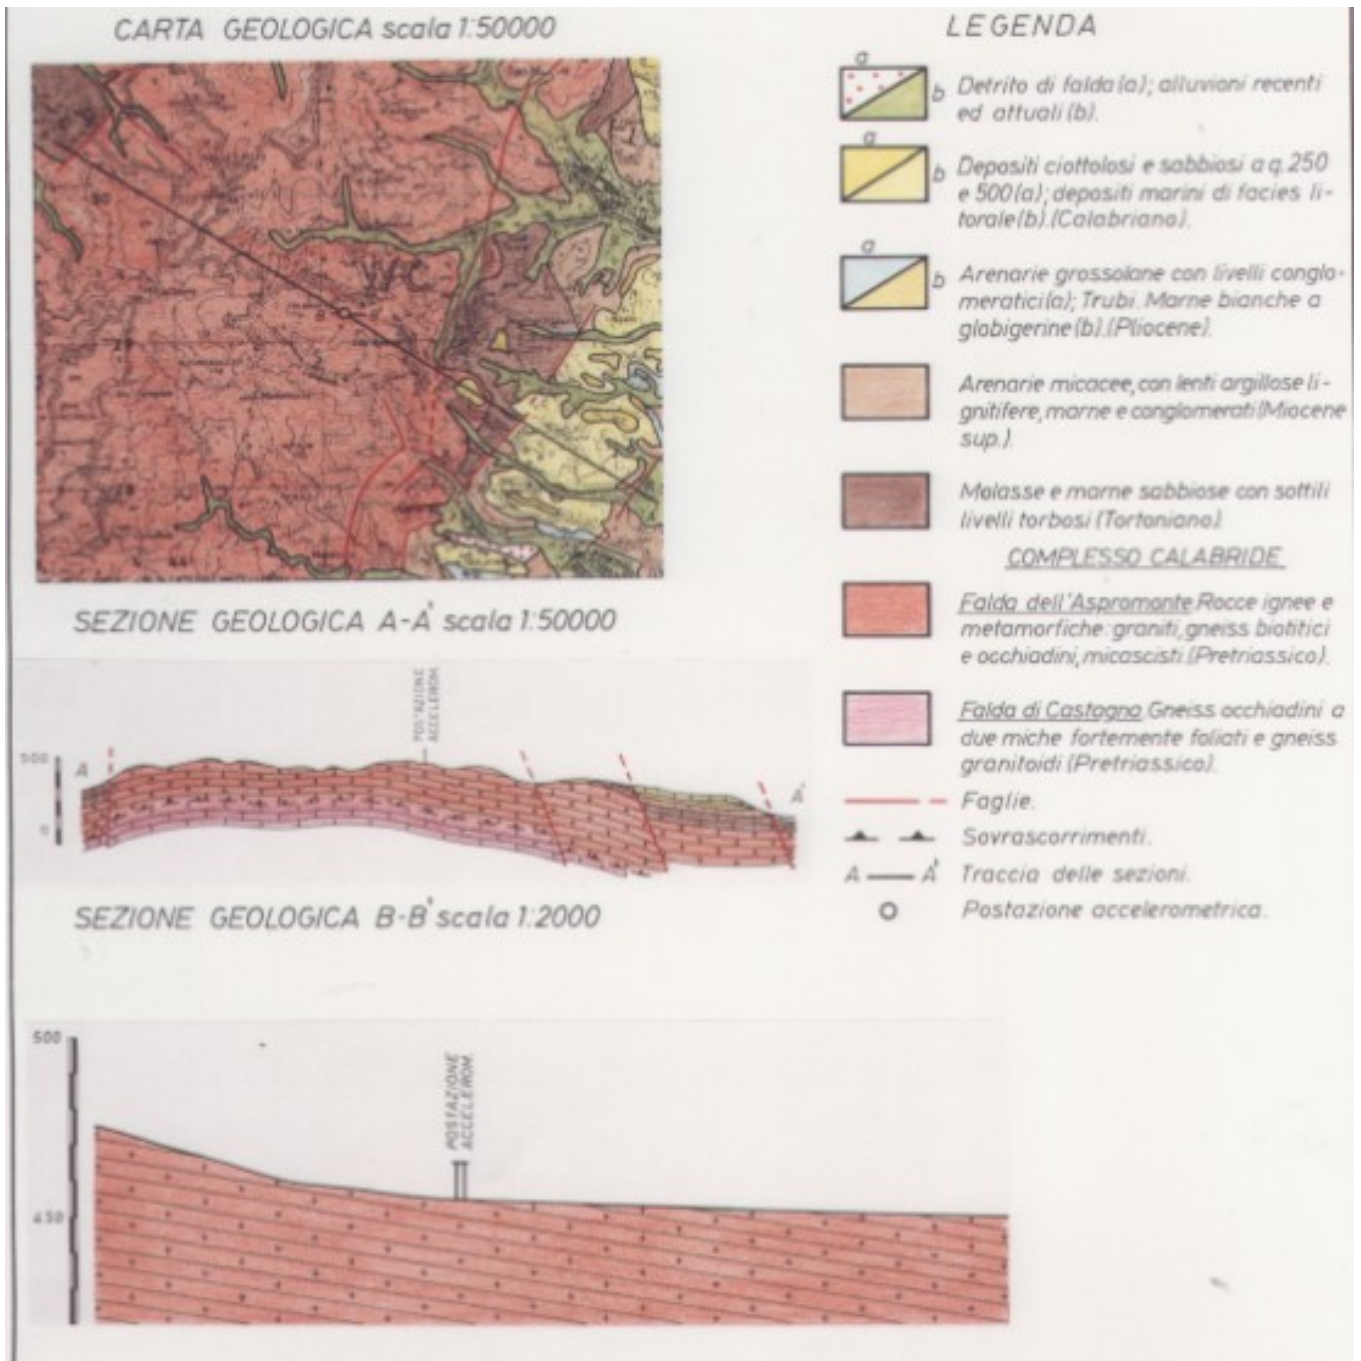 CARTA GEOLOGICA scala 1:50000
LEGENDA
a
b
Detrito di falda (a); alluvioni recenti
ed attuali (b).
a
b
Depositi ciottolosi e sabbiosi a q. 250
e 500 (a); depositi marini di facies li-
torale (b). (Calabriano).
a
b
Arenarie grossolane con livelli conglo-
meratici (a); Trubi. Marne bianche a
globigerine (b). (Pliocene).
Arenarie micacee, con lenti argillose li-
gnitifere, marne e conglomerati (Miocene
sup.).
Molasse e marne sabbiose con sottili
livelli torbosi (Tortoniano)
COMPLESSO CALABRIDE
Falda dell'Aspromonte. Rocce ignee e
metamorfiche: graniti, gneiss biotitici
e occhiadini, micascisti (Pretriassico).
Falda di Castagna. Gneiss occhiadini a
due miche fortemente foliati e gneiss
granitoidi (Pretriassico).
Faglie.
Sovrascorrimenti.
A A' Traccia delle sezioni.
Postazione accelerometrica.
SEZIONE GEOLOGICA A-A' scala 1:50000
POSTAZIONE
ACCELEROM.
500
A
A'
0
SEZIONE GEOLOGICA B-B' scala 1:2000
500
POSTAZIONE
ACCELEROM.
450